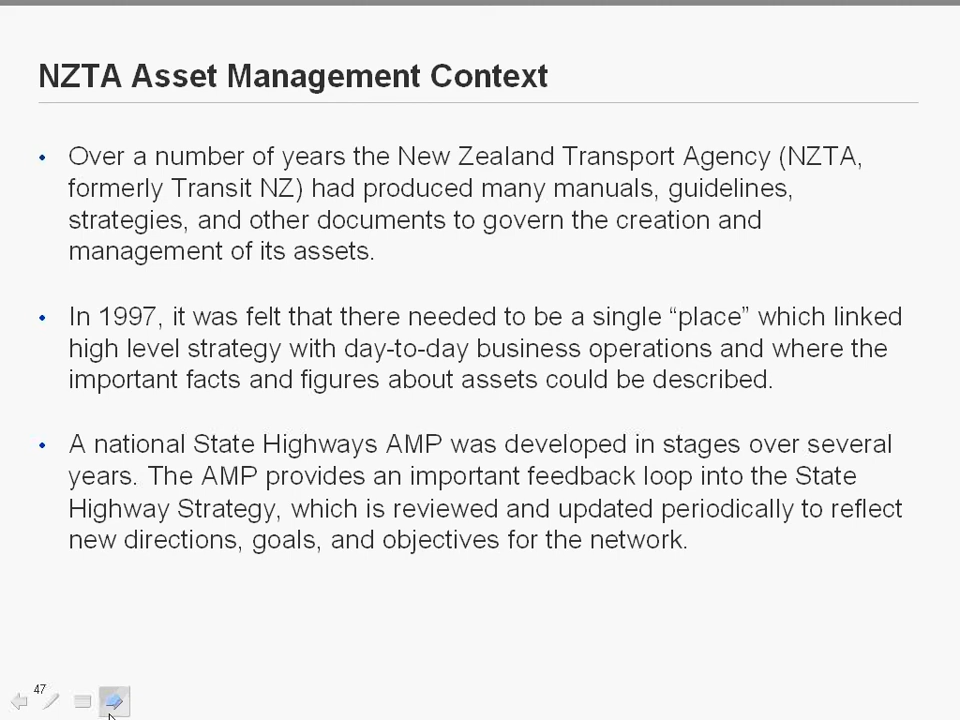 NZTA Asset Management Context
• Over a number of years the New Zealand Transport Agency (NZTA,
formerly Transit NZ) had produced many manuals, guidelines,
strategies, and other documents to govern the creation and
management of its assets.
• In 1997, it was felt that there needed to be a single “place” which linked
high level strategy with day-to-day business operations and where the
important facts and figures about assets could be described.
• A national State Highways AMP was developed in stages over several
years. The AMP provides an important feedback loop into the State
Highway Strategy, which is reviewed and updated periodically to reflect
new directions, goals, and objectives for the network.
47